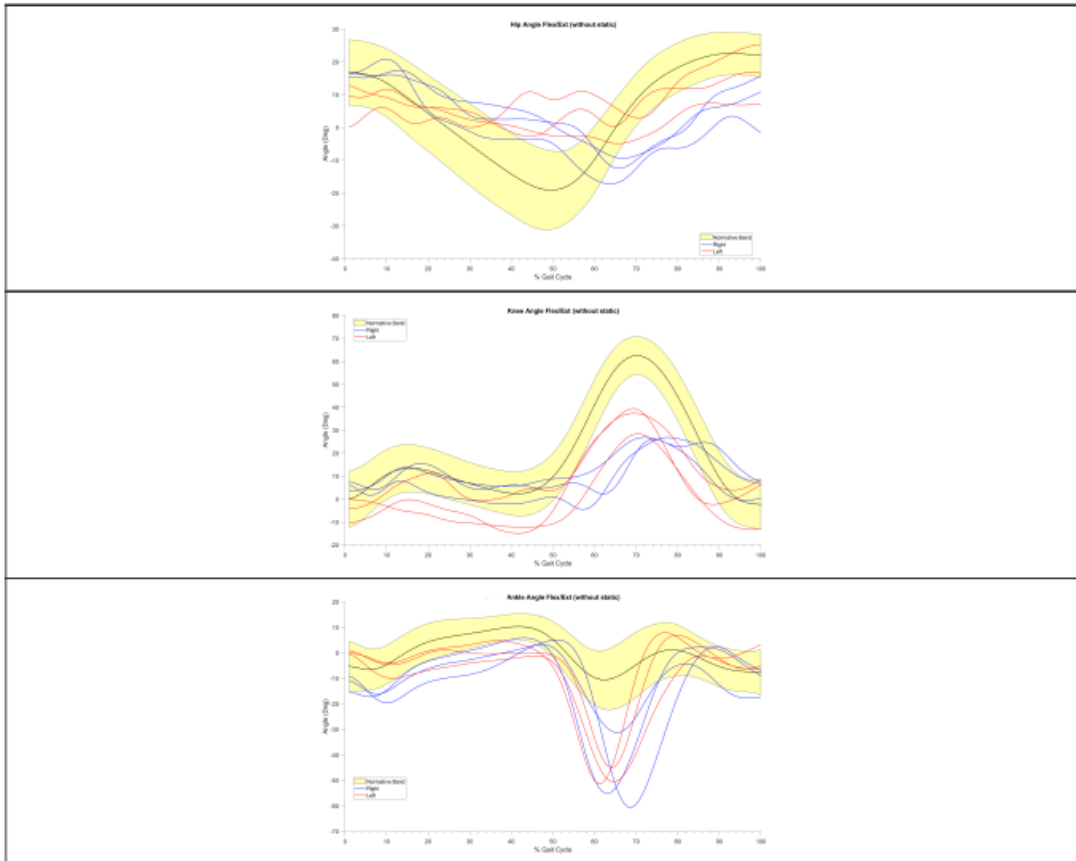 Hip Angle Flex/Ext (without static)
30
20
10
0
-10
-20
-30
-40
Angle (Deg)
0 10 20 30 40 50 60 70 80 90 100
% Gait Cycle
Normative Band
Right
Left
Knee Angle Flex/Ext (without static)
80
70
60
50
40
30
20
10
0
-10
-20
Angle (Deg)
Normative Band
Right
Left
0 10 20 30 40 50 60 70 80 90 100
% Gait Cycle
Ankle Angle Flex/Ext (without static)
20
10
0
-10
-20
-30
-40
-50
-60
-70
Angle (Deg)
Normative Band
Right
Left
0 10 20 30 40 50 60 70 80 90 100
% Gait Cycle